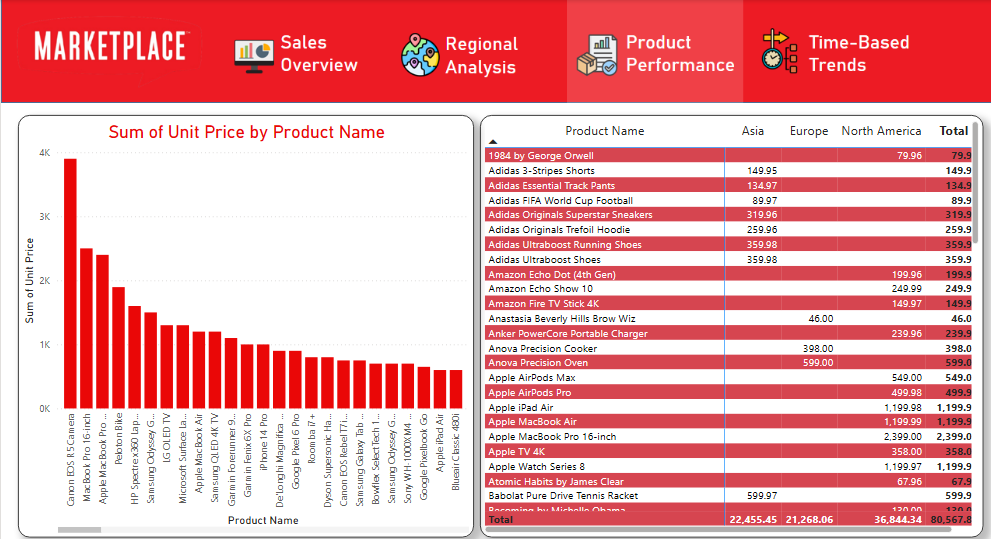 MARKETPLACE
Sales
Overview
Regional
Analysis
Product
Performance
Time-Based
Trends
Sum of Unit Price by Product Name
4K
3K
2K
1K
0K
Sum of Unit Price
Canon EOS R5 Camera
MacBook Pro 16-inch
Apple MacBook Pro ...
Peloton Bike
HP Spectre x360 Lap...
Samsung Odyssey G...
LG OLED TV
Microsoft Surface La...
Apple MacBook Air
Samsung QLED 4K TV
Garmin Forerunner 9...
Garmin Fenix 6X Pro
iPhone 14 Pro
De'Longhi Magnifica ...
Google Pixel 6 Pro
Roomba i7+
Dyson Supersonic Ha...
Canon EOS Rebel T7i...
Samsung Galaxy Tab ...
Bowflex SelectTech 1...
Samsung Odyssey G...
Sony WH-1000XM4 ...
Google Pixelbook Go
Apple iPad Air
Blueair Classic 480i
Product Name
Product Name Asia Europe North America Total
1984 by George Orwell 79.96 79.9
Adidas 3-Stripes Shorts 149.95 149.9
Adidas Essential Track Pants 134.97 134.9
Adidas FIFA World Cup Football 89.97 89.9
Adidas Originals Superstar Sneakers 319.96 319.9
Adidas Originals Trefoil Hoodie 259.96 259.9
Adidas Ultraboost Running Shoes 359.98 359.9
Adidas Ultraboost Shoes 359.98 359.9
Amazon Echo Dot (4th Gen) 199.96 199.9
Amazon Echo Show 10 249.99 249.9
Amazon Fire TV Stick 4K 149.97 149.9
Anastasia Beverly Hills Brow Wiz 46.00 46.0
Anker PowerCore Portable Charger 239.96 239.9
Anova Precision Cooker 398.00 398.0
Anova Precision Oven 599.00 599.0
Apple AirPods Max 549.00 549.0
Apple AirPods Pro 499.98 499.9
Apple iPad Air 1,199.98 1,199.9
Apple MacBook Air 1,199.99 1,199.9
Apple MacBook Pro 16-inch 2,399.00 2,399.0
Apple TV 4K 358.00 358.0
Apple Watch Series 8 1,199.97 1,199.9
Atomic Habits by James Clear 67.96 67.9
Babolat Pure Drive Tennis Racket 599.97 599.9
Becoming by Michelle Obama 130.00 130.0
Total 22,455.45 21,268.06 36,844.34 80,567.8